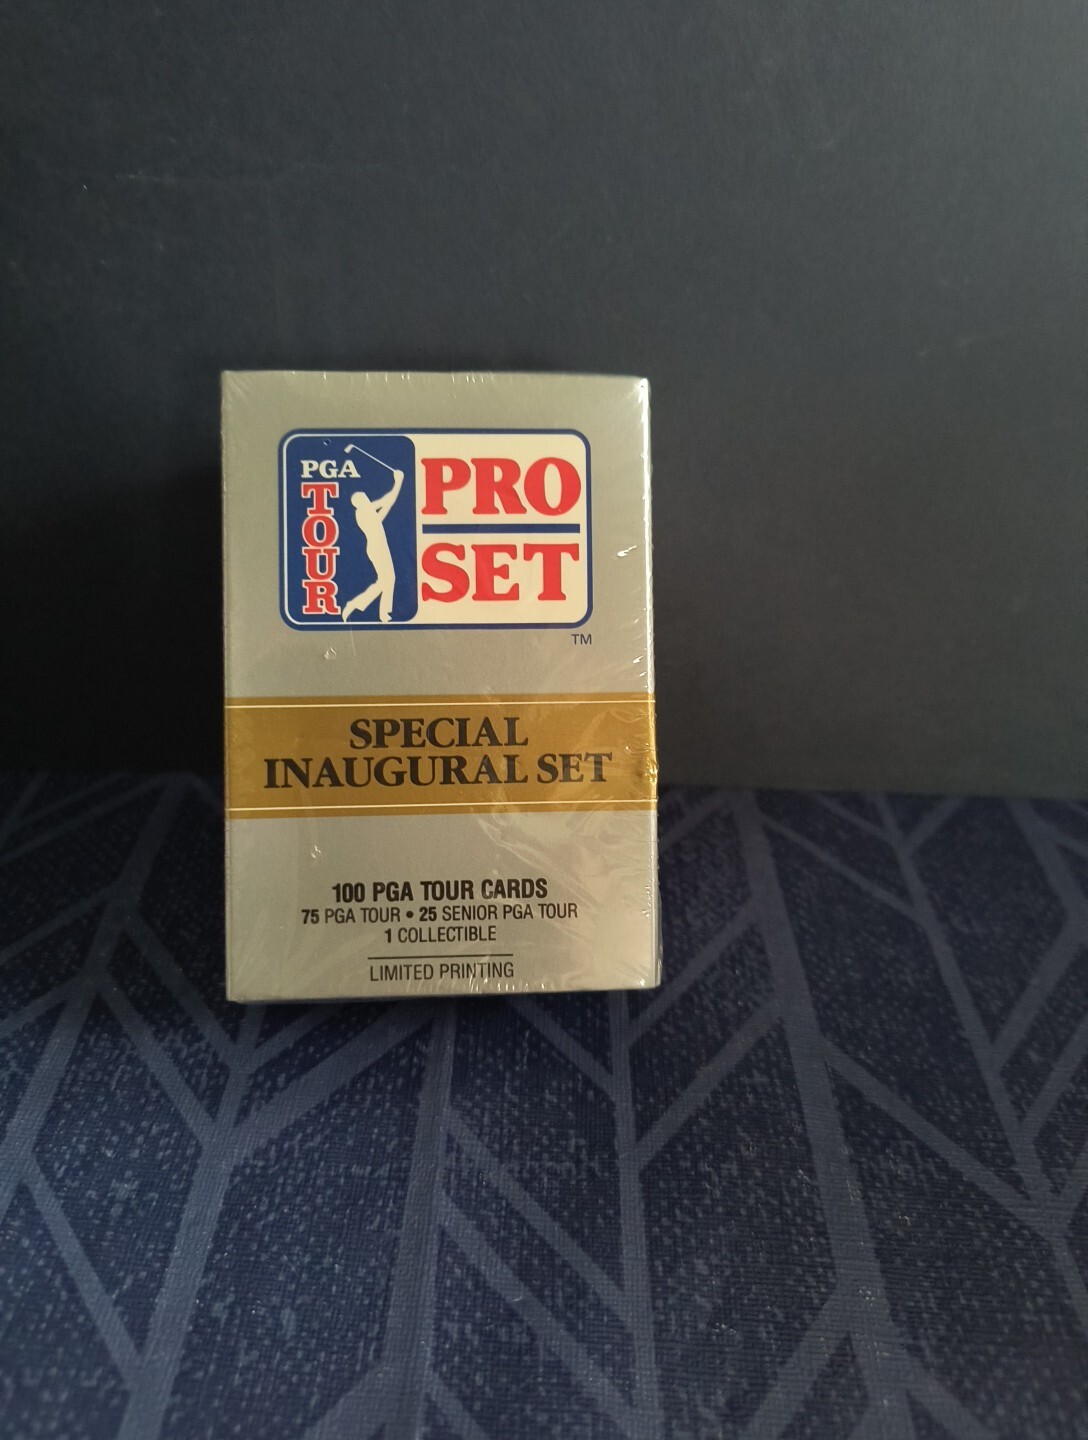 PGA
TOUR
PRO
SET
TM
SPECIAL
INAUGURAL SET
100 PGA TOUR CARDS
75 PGA TOUR • 25 SENIOR PGA TOUR
1 COLLECTIBLE
LIMITED PRINTING